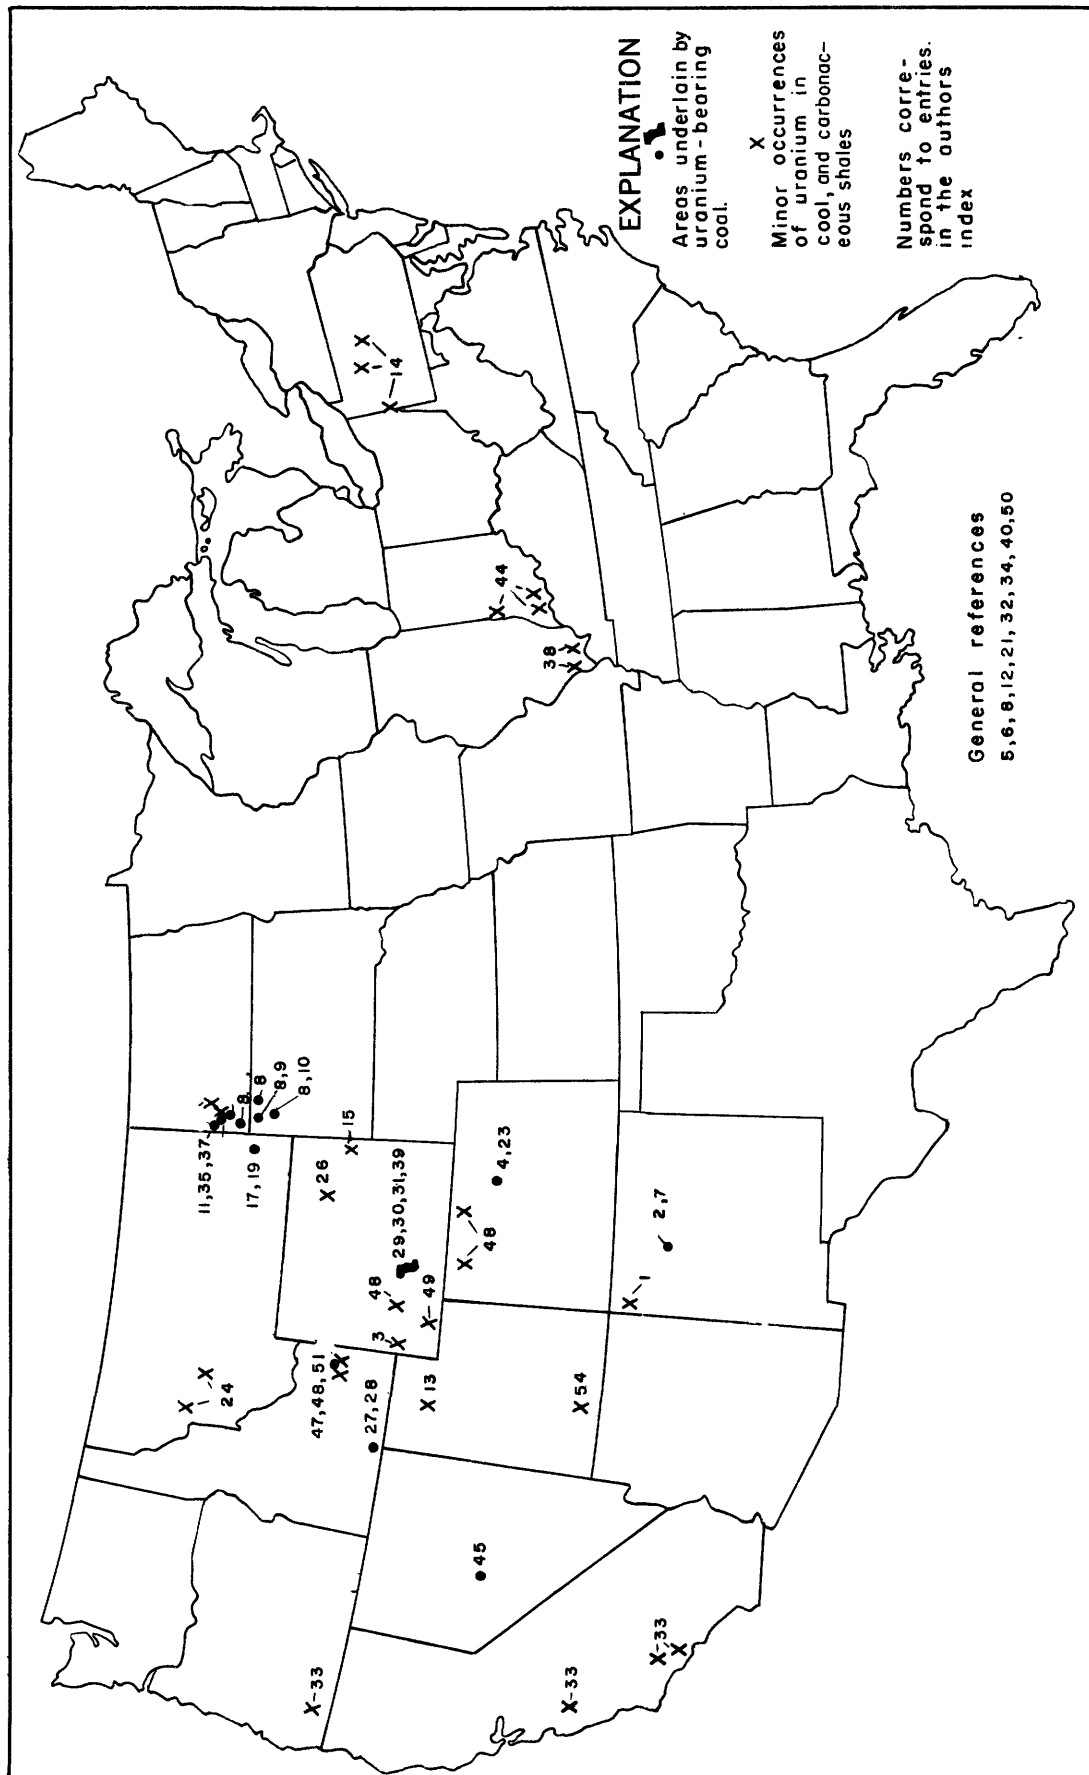 EXPLANATION
Areas underlain by
uranium-bearing
coal.
X
Minor occurrences
of uranium in
cool, and carbonac-
eous shales
Numbers corre-
spond to entries.
in the authors
index
General references
5,6,8,12,21,32,34,40,50
X-33
X-33
X-33
X
45
X
X
24
47,48,51
X
X
X
27,28
X 13
X 54
3
X
48
X
X-49
29,30,31,39
X 26
X-15
11,35,37
X
X
17,19
8
8
8,9
8,10
X
X
48
4,23
X-1
2,7
X
X
38
X-44
X
X
X-14
X
X